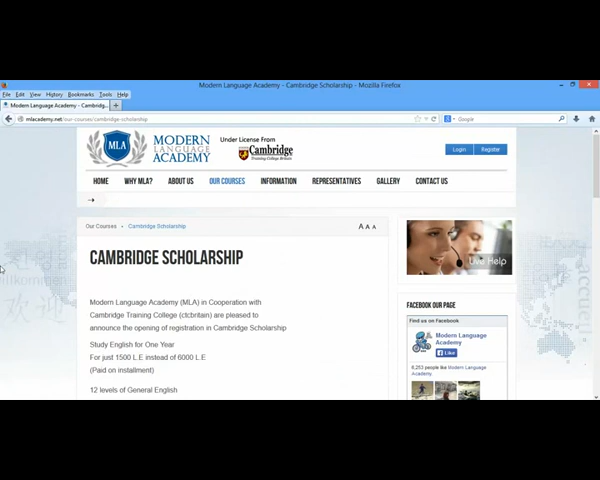 Modern Language Academy - Cambridge Scholarship - Mozilla Firefox
File Edit View History Bookmarks Tools Help
Modern Language Academy - Cambridg...
mlacademy.net/our-courses/cambridge-scholarship
Google
MLA
MODERN
LANGUAGE
ACADEMY
Under License From
Cambridge
Training College Britain
Login Register
HOME WHY MLA? ABOUT US OUR COURSES INFORMATION REPRESENTATIVES GALLERY CONTACT US
Our Courses Cambridge Scholarship
A A A
CAMBRIDGE SCHOLARSHIP
Live Help
Modern Language Academy (MLA) in Cooperation with
Cambridge Training College (ctcbritain) are pleased to
announce the opening of registration in Cambridge Scholarship
Study English for One Year
For just 1500 L.E instead of 6000 L.E
(Paid on installment)
12 levels of General English
FACEBOOK OUR PAGE
Find us on Facebook
Modern Language
Academy
Like
6,253 people like Modern Language
Academy.
欢迎
accueil